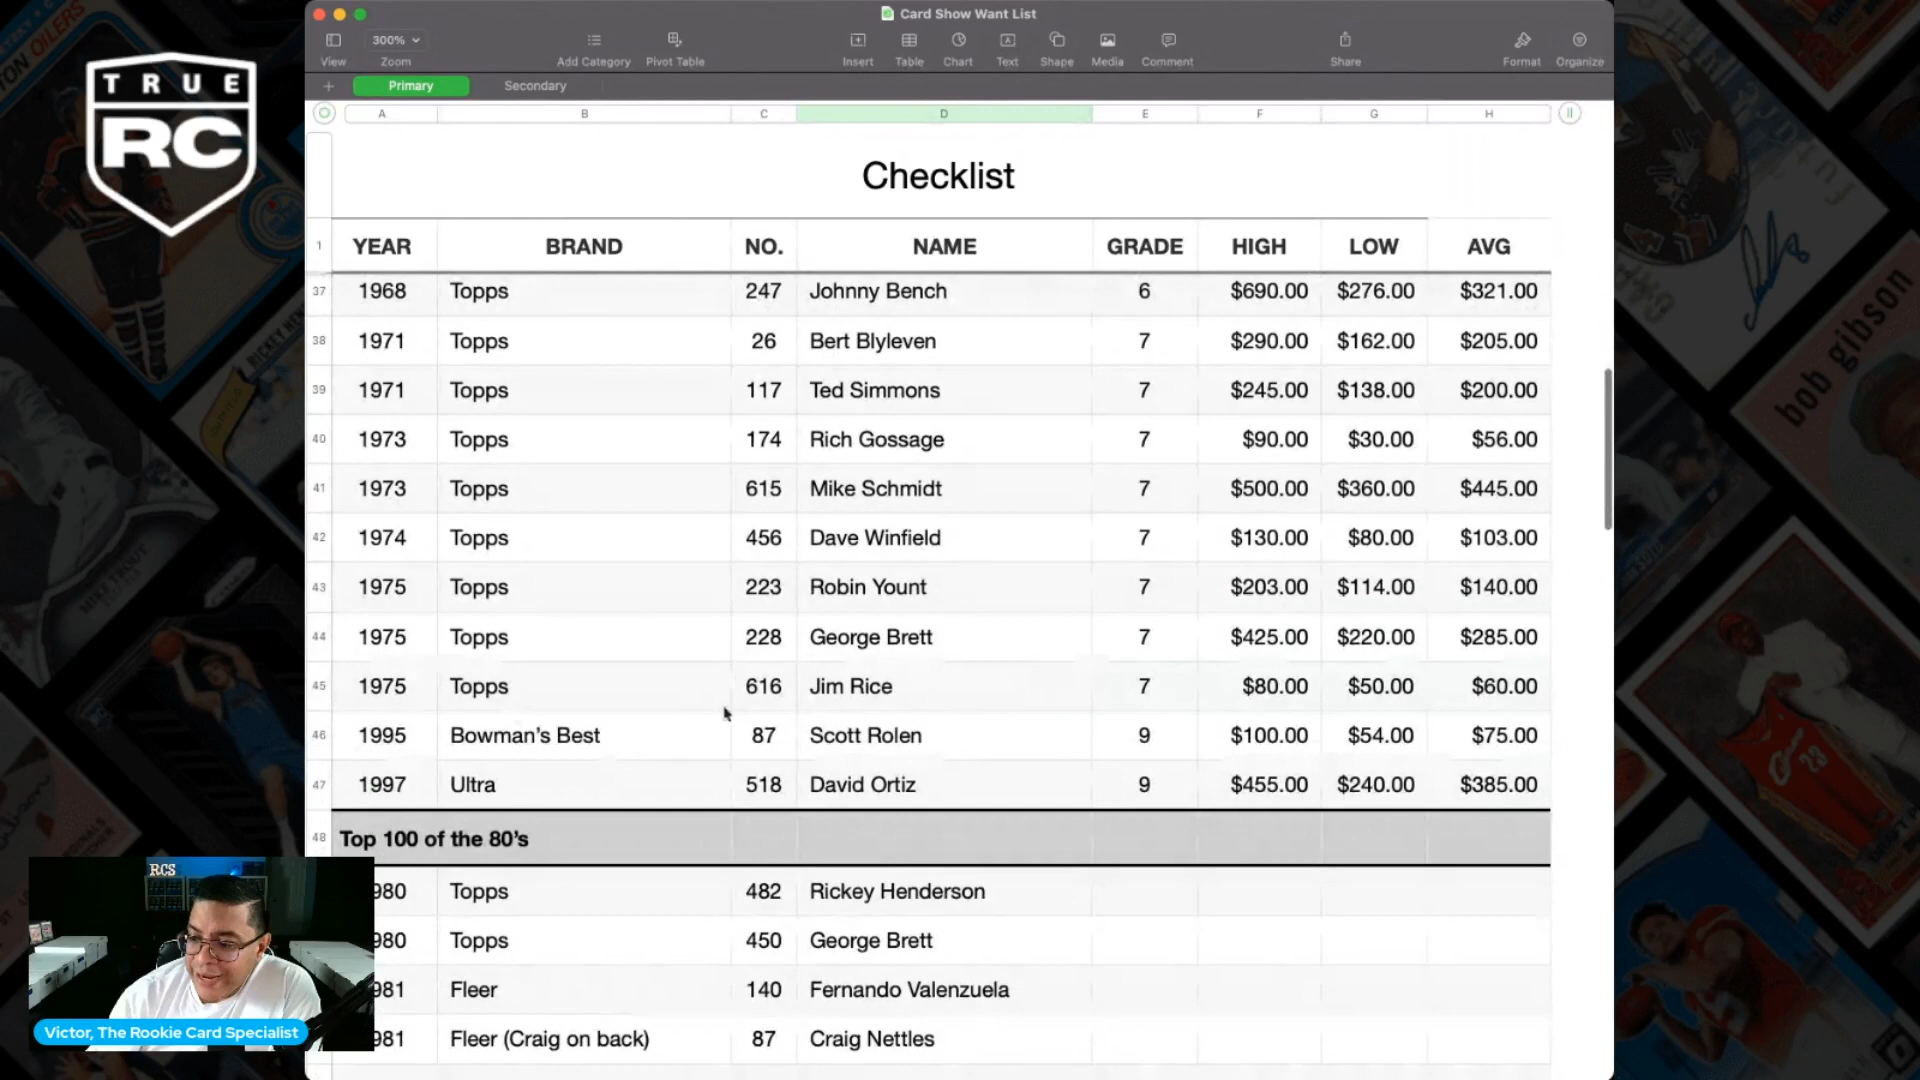 Card Show Want List
300%
View Zoom Add Category Pivot Table Insert Table Chart Text Shape Media Comment Share Format Organize
+ Primary Secondary
A B C D E F G H
Checklist
1 YEAR BRAND NO. NAME GRADE HIGH LOW AVG
37 1968 Topps 247 Johnny Bench 6 $690.00 $276.00 $321.00
38 1971 Topps 26 Bert Blyleven 7 $290.00 $162.00 $205.00
39 1971 Topps 117 Ted Simmons 7 $245.00 $138.00 $200.00
40 1973 Topps 174 Rich Gossage 7 $90.00 $30.00 $56.00
41 1973 Topps 615 Mike Schmidt 7 $500.00 $360.00 $445.00
42 1974 Topps 456 Dave Winfield 7 $130.00 $80.00 $103.00
43 1975 Topps 223 Robin Yount 7 $203.00 $114.00 $140.00
44 1975 Topps 228 George Brett 7 $425.00 $220.00 $285.00
45 1975 Topps 616 Jim Rice 7 $80.00 $50.00 $60.00
46 1995 Bowman's Best 87 Scott Rolen 9 $100.00 $54.00 $75.00
47 1997 Ultra 518 David Ortiz 9 $455.00 $240.00 $385.00
48 Top 100 of the 80's
980 Topps 482 Rickey Henderson
980 Topps 450 George Brett
981 Fleer 140 Fernando Valenzuela
981 Fleer (Craig on back) 87 Craig Nettles
TRUE
RC
RCS
Victor, The Rookie Card Specialist
bob gibson
MIKE TROUT
Cavs
23